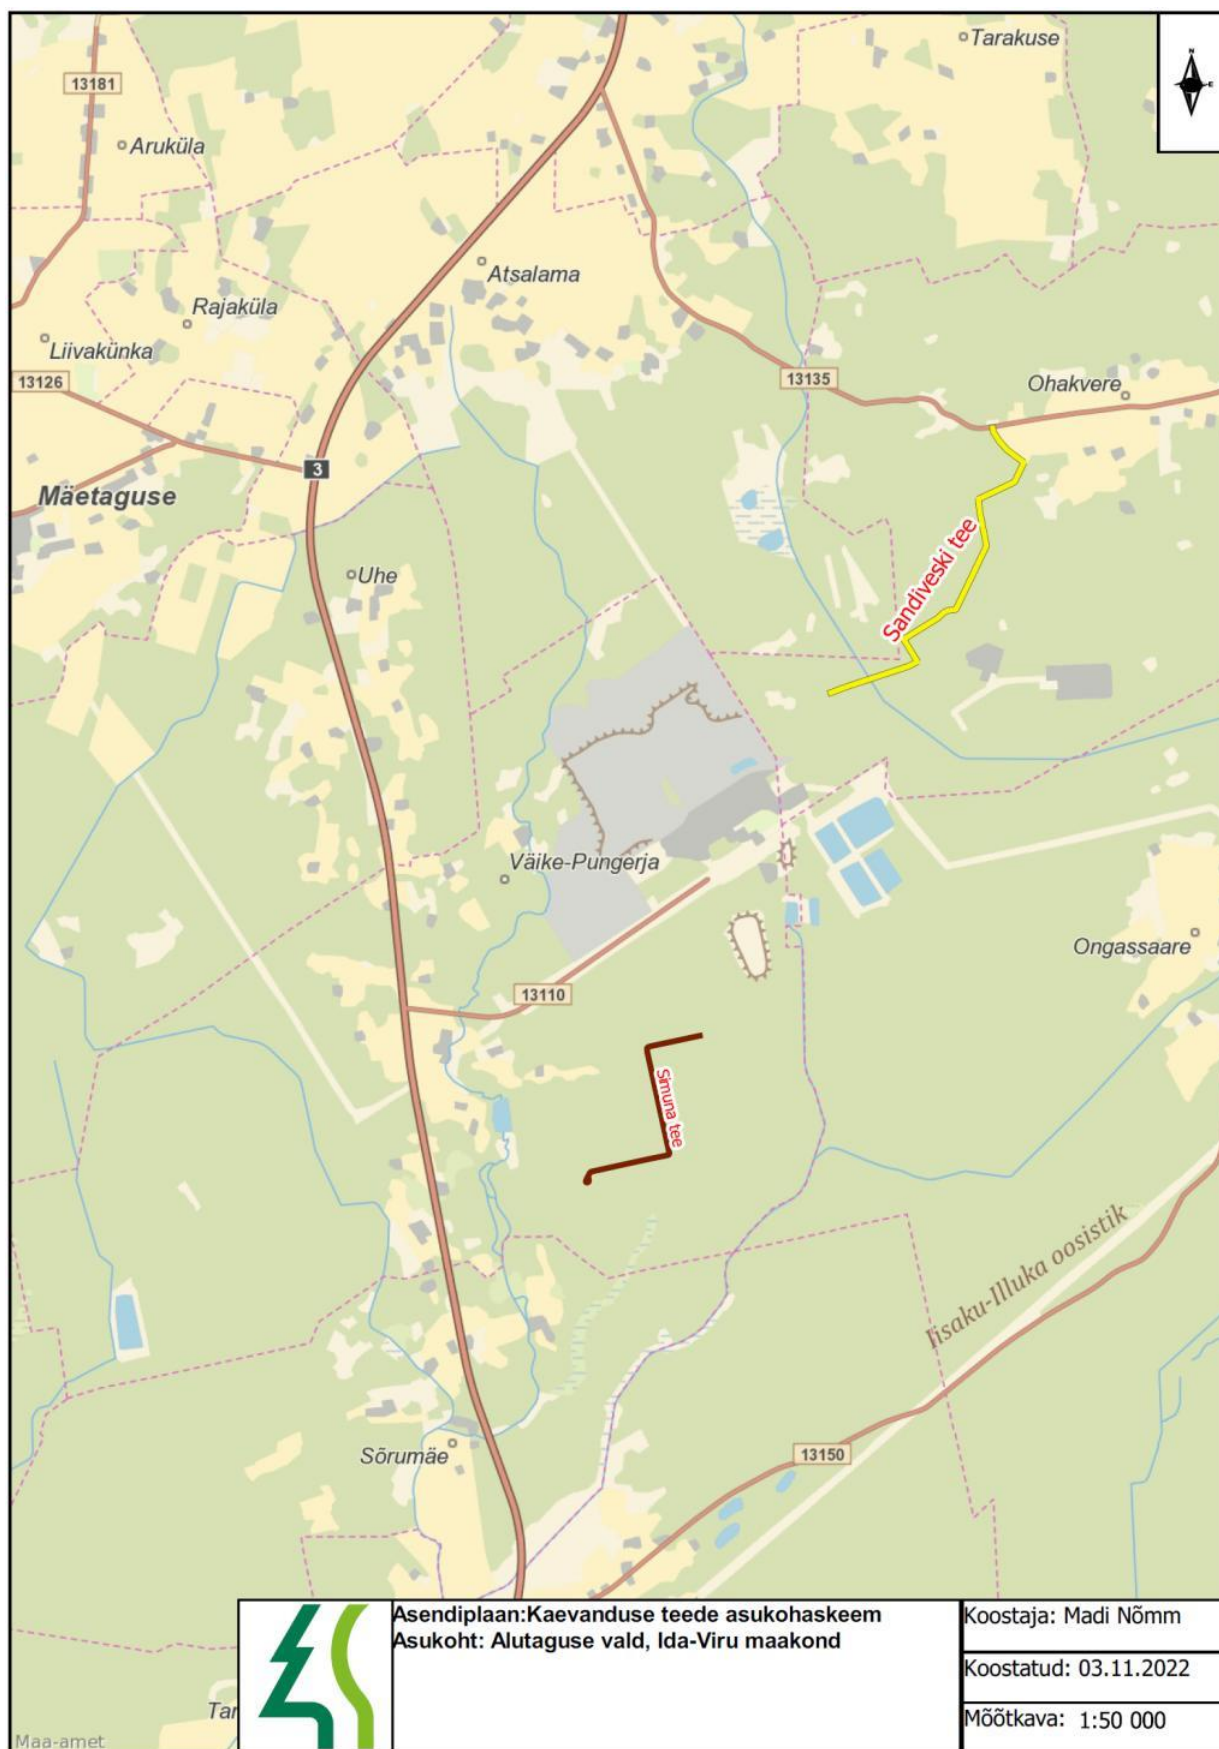 Tarakuse
N
E
13181
Aruküla
Atsalama
Rajaküla
Liivakünka
13126
13135
Ohakvere
3
Mäetaguse
Uhe
Sandiveski tee
Väike-Pungerja
Ongassaare
13110
Simuna tee
Iisaku-Illuka oosistik
Sõrumäe
13150
Tar
Maa-amet
Asendiplaan:Kaevanduse teede asukohaskeem
Asukoht: Alutaguse vald, Ida-Viru maakond
Koostaja: Madi Nõmm
Koostatud: 03.11.2022
Mõõtkava: 1:50 000